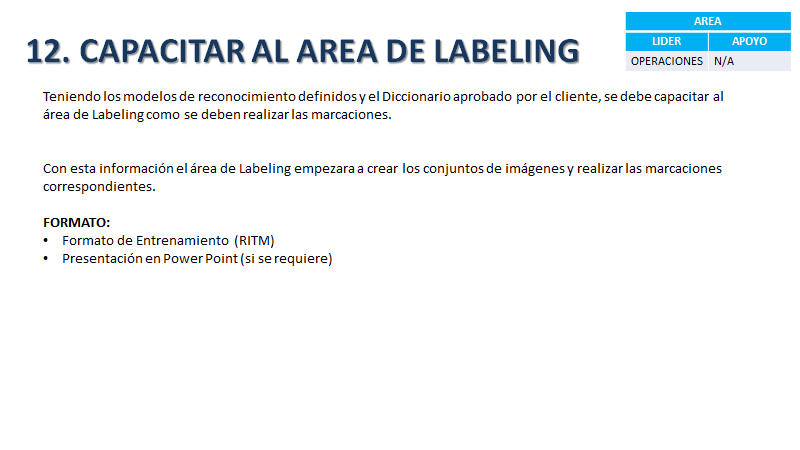 12. CAPACITAR AL AREA DE LABELING
AREA
LIDER APOYO
OPERACIONES N/A
Teniendo los modelos de reconocimiento definidos y el Diccionario aprobado por el cliente, se debe capacitar al
área de Labeling como se deben realizar las marcaciones.
Con esta información el área de Labeling empezara a crear los conjuntos de imágenes y realizar las marcaciones
correspondientes.
FORMATO:
• Formato de Entrenamiento (RITM)
• Presentación en Power Point (si se requiere)